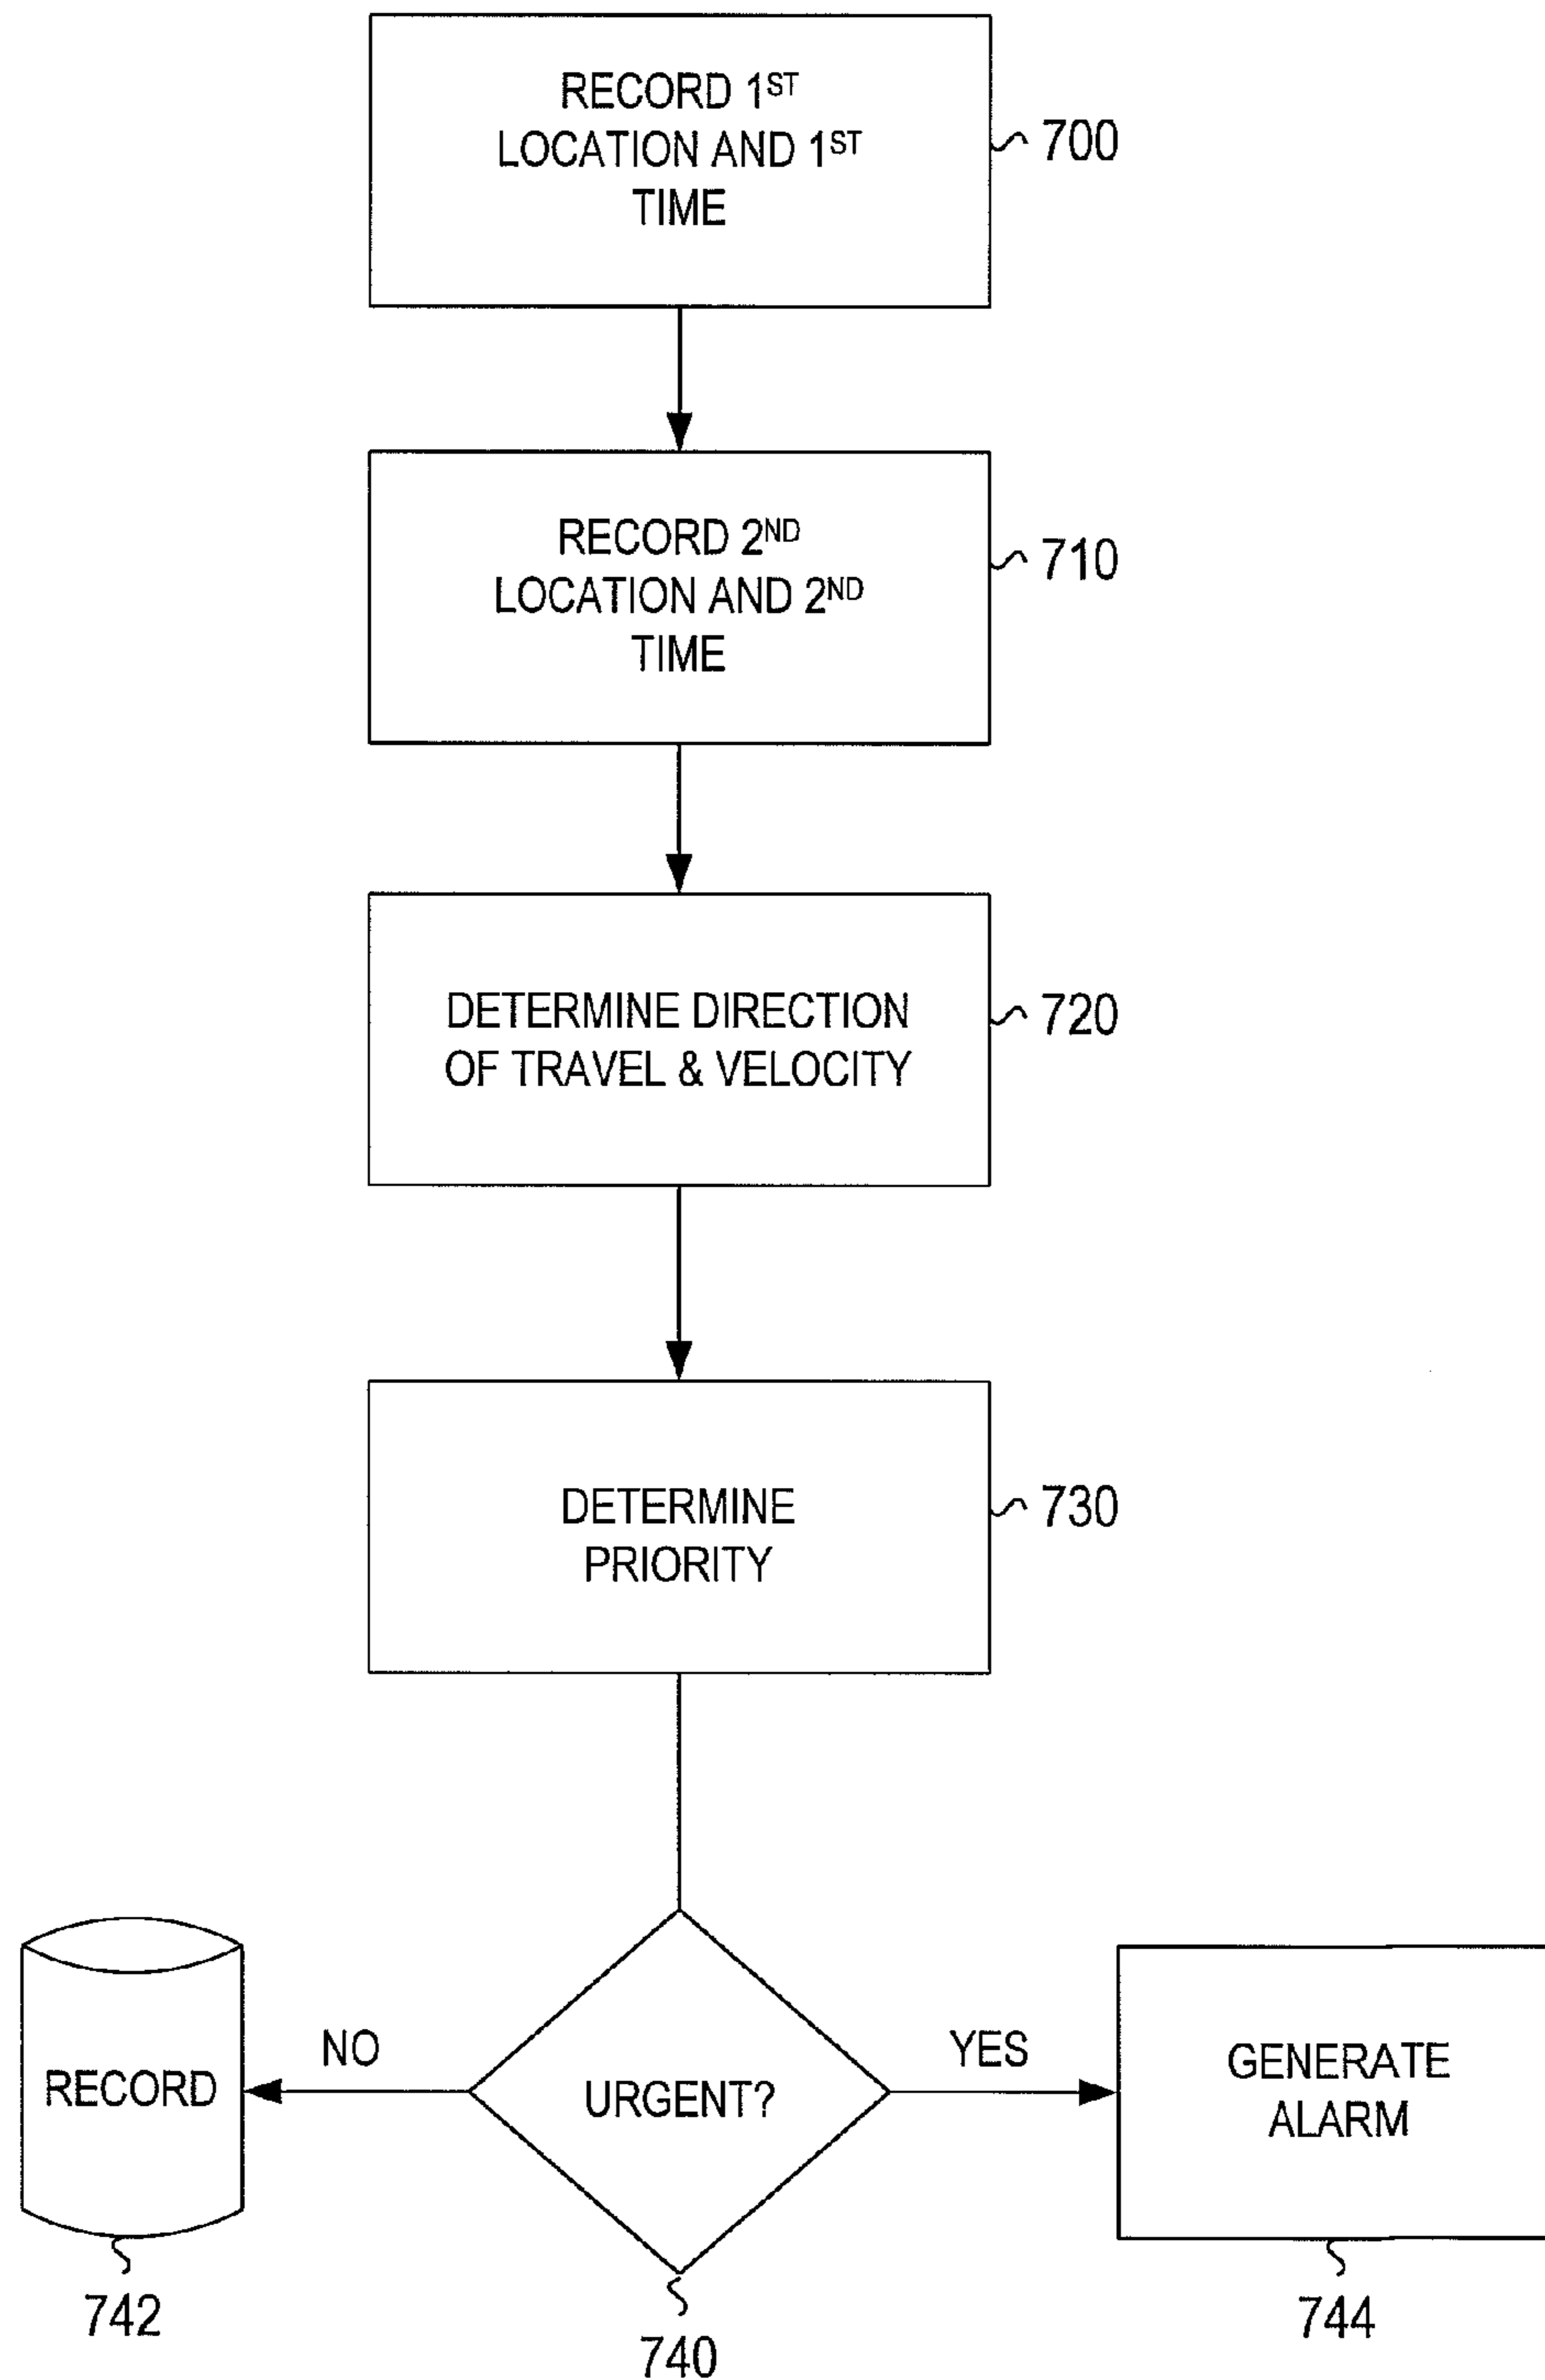 RECORD 1ST
LOCATION AND 1ST
TIME
700
RECORD 2ND
LOCATION AND 2ND
TIME
710
DETERMINE DIRECTION
OF TRAVEL & VELOCITY
720
DETERMINE
PRIORITY
730
RECORD
NO
URGENT?
YES
GENERATE
ALARM
742
740
744